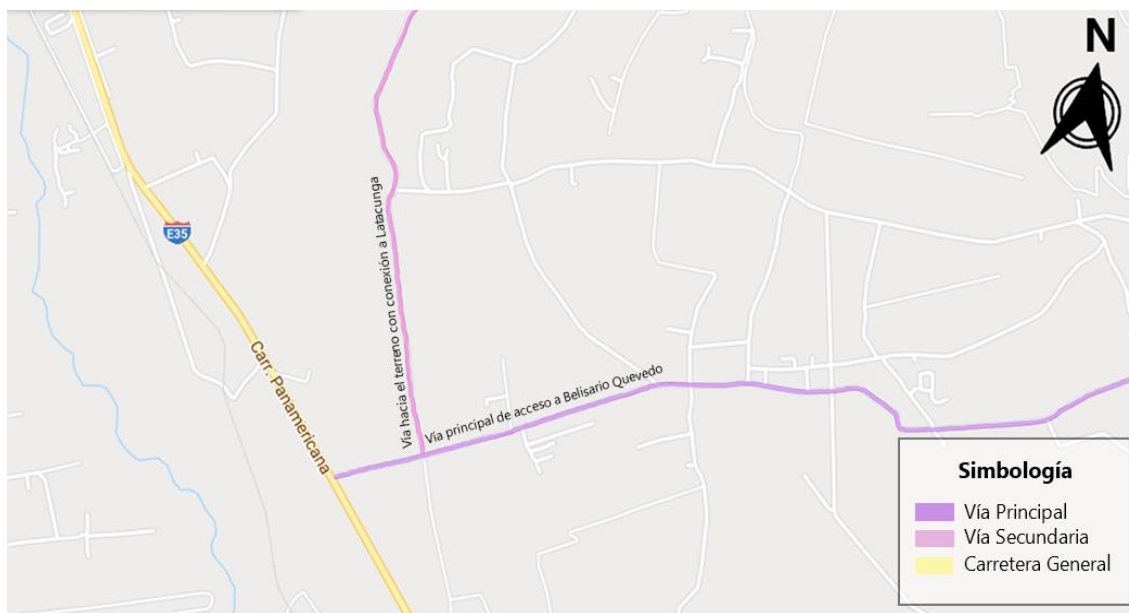 N
E35
Vía hacia el terreno con conexión a Latacunga
Carr. Panamericana
Vía principal de acceso a Belisario Quevedo
Simbología
Vía Principal
Vía Secundaria
Carretera General